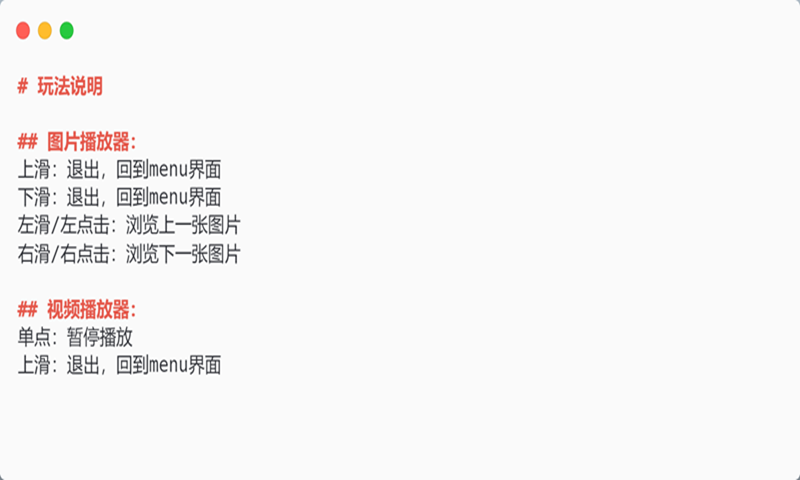 # 玩法说明
## 图片播放器：
上滑：退出，回到menu界面
下滑：退出，回到menu界面
左滑/左点击：浏览上一张图片
右滑/右点击：浏览下一张图片
## 视频播放器：
单点：暂停播放
上滑：退出，回到menu界面